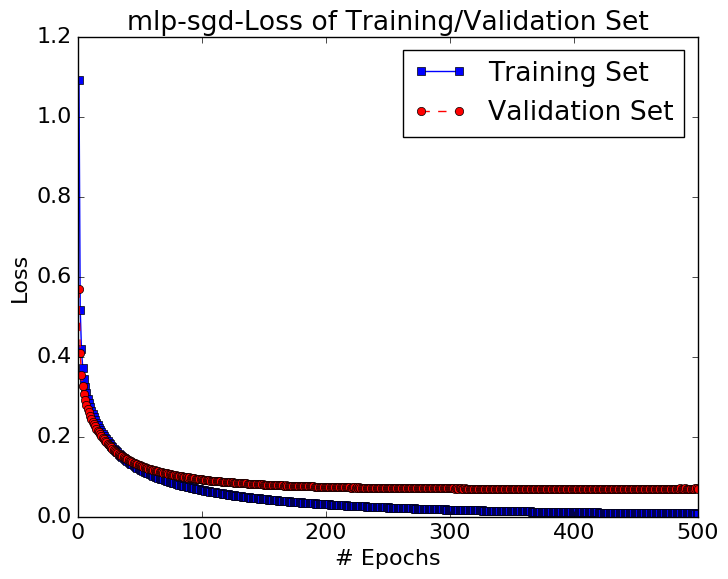 mlp-sgd-Loss of Training/Validation Set
1.2
1.0
0.8
0.6
0.4
0.2
0.0
Loss
Training Set
Validation Set
0 100 200 300 400 500
# Epochs